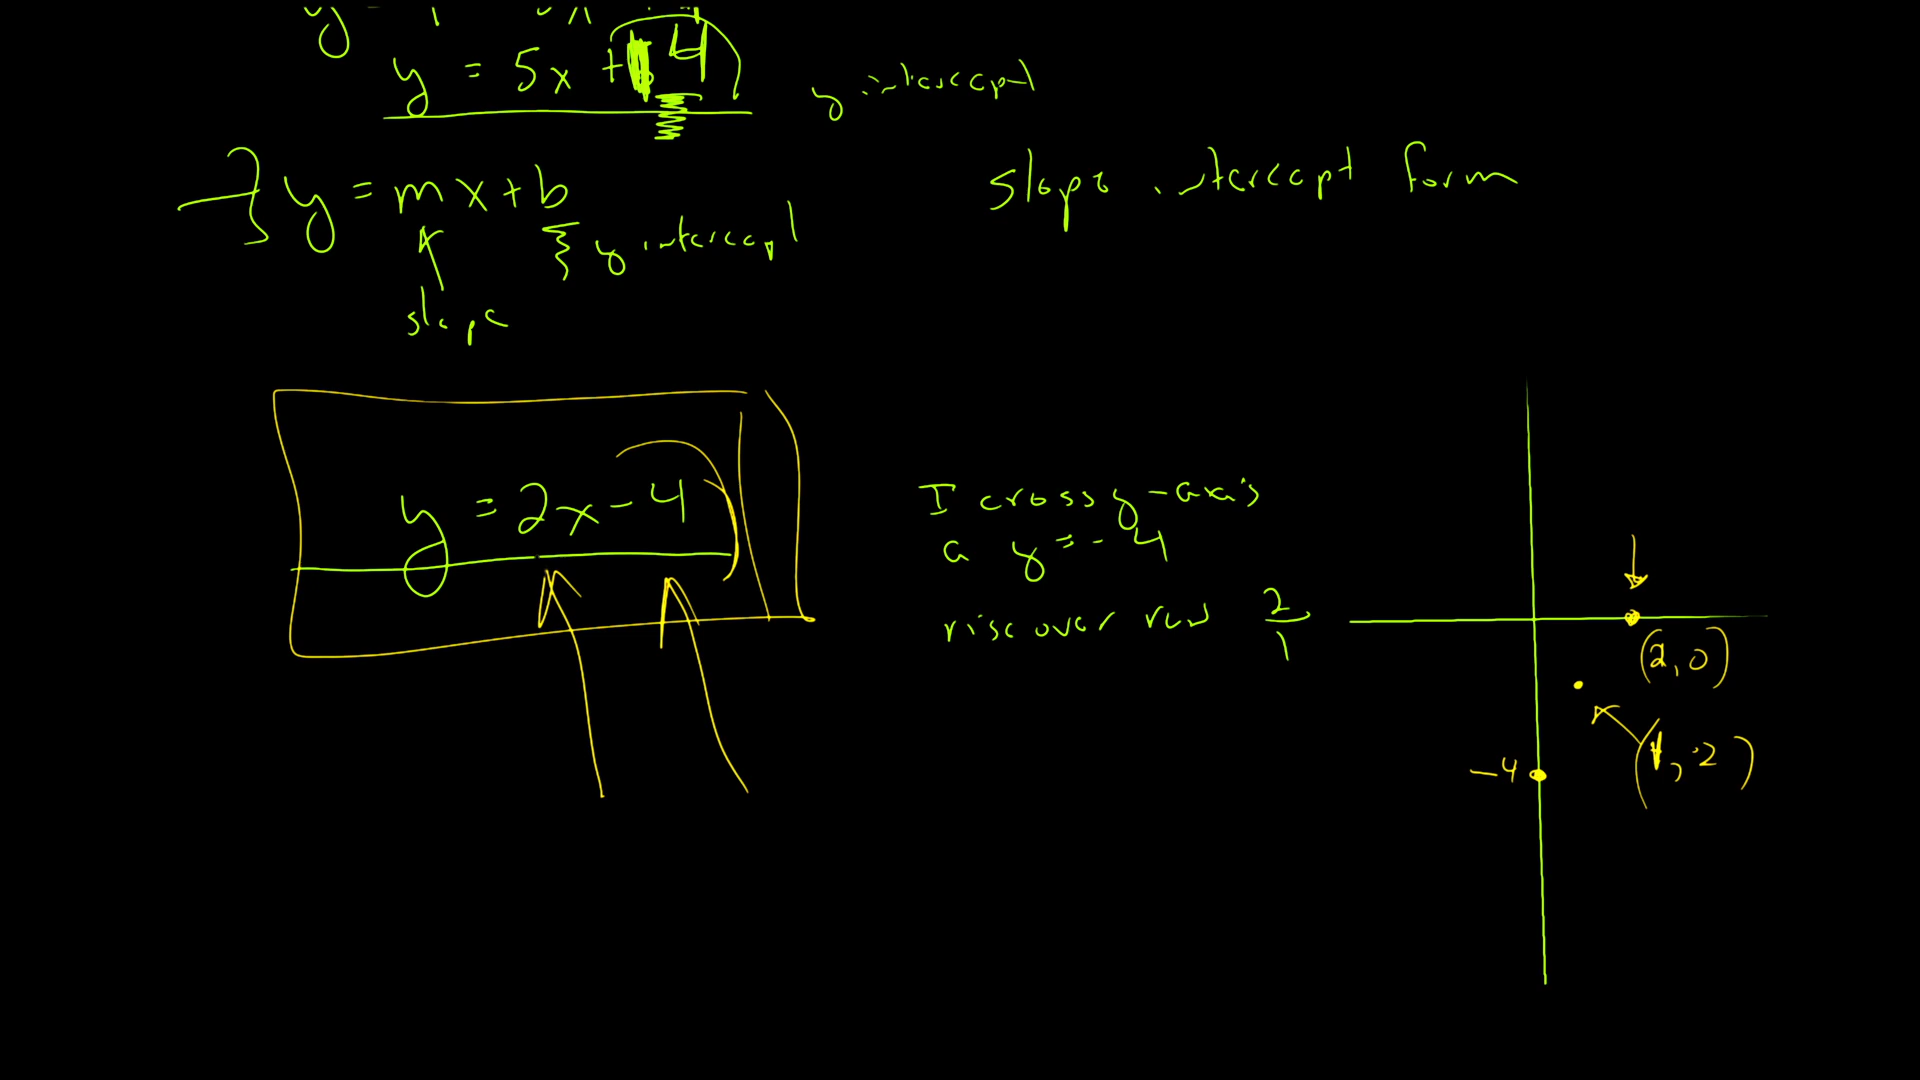 y = 5x + 4
y intercept
y = mx + b
slope intercept form
y intercept
slope
y = 2x - 4
I cross y-axis
a y = -4
rise over run 2/1
(2, 0)
(1, -2)
-4